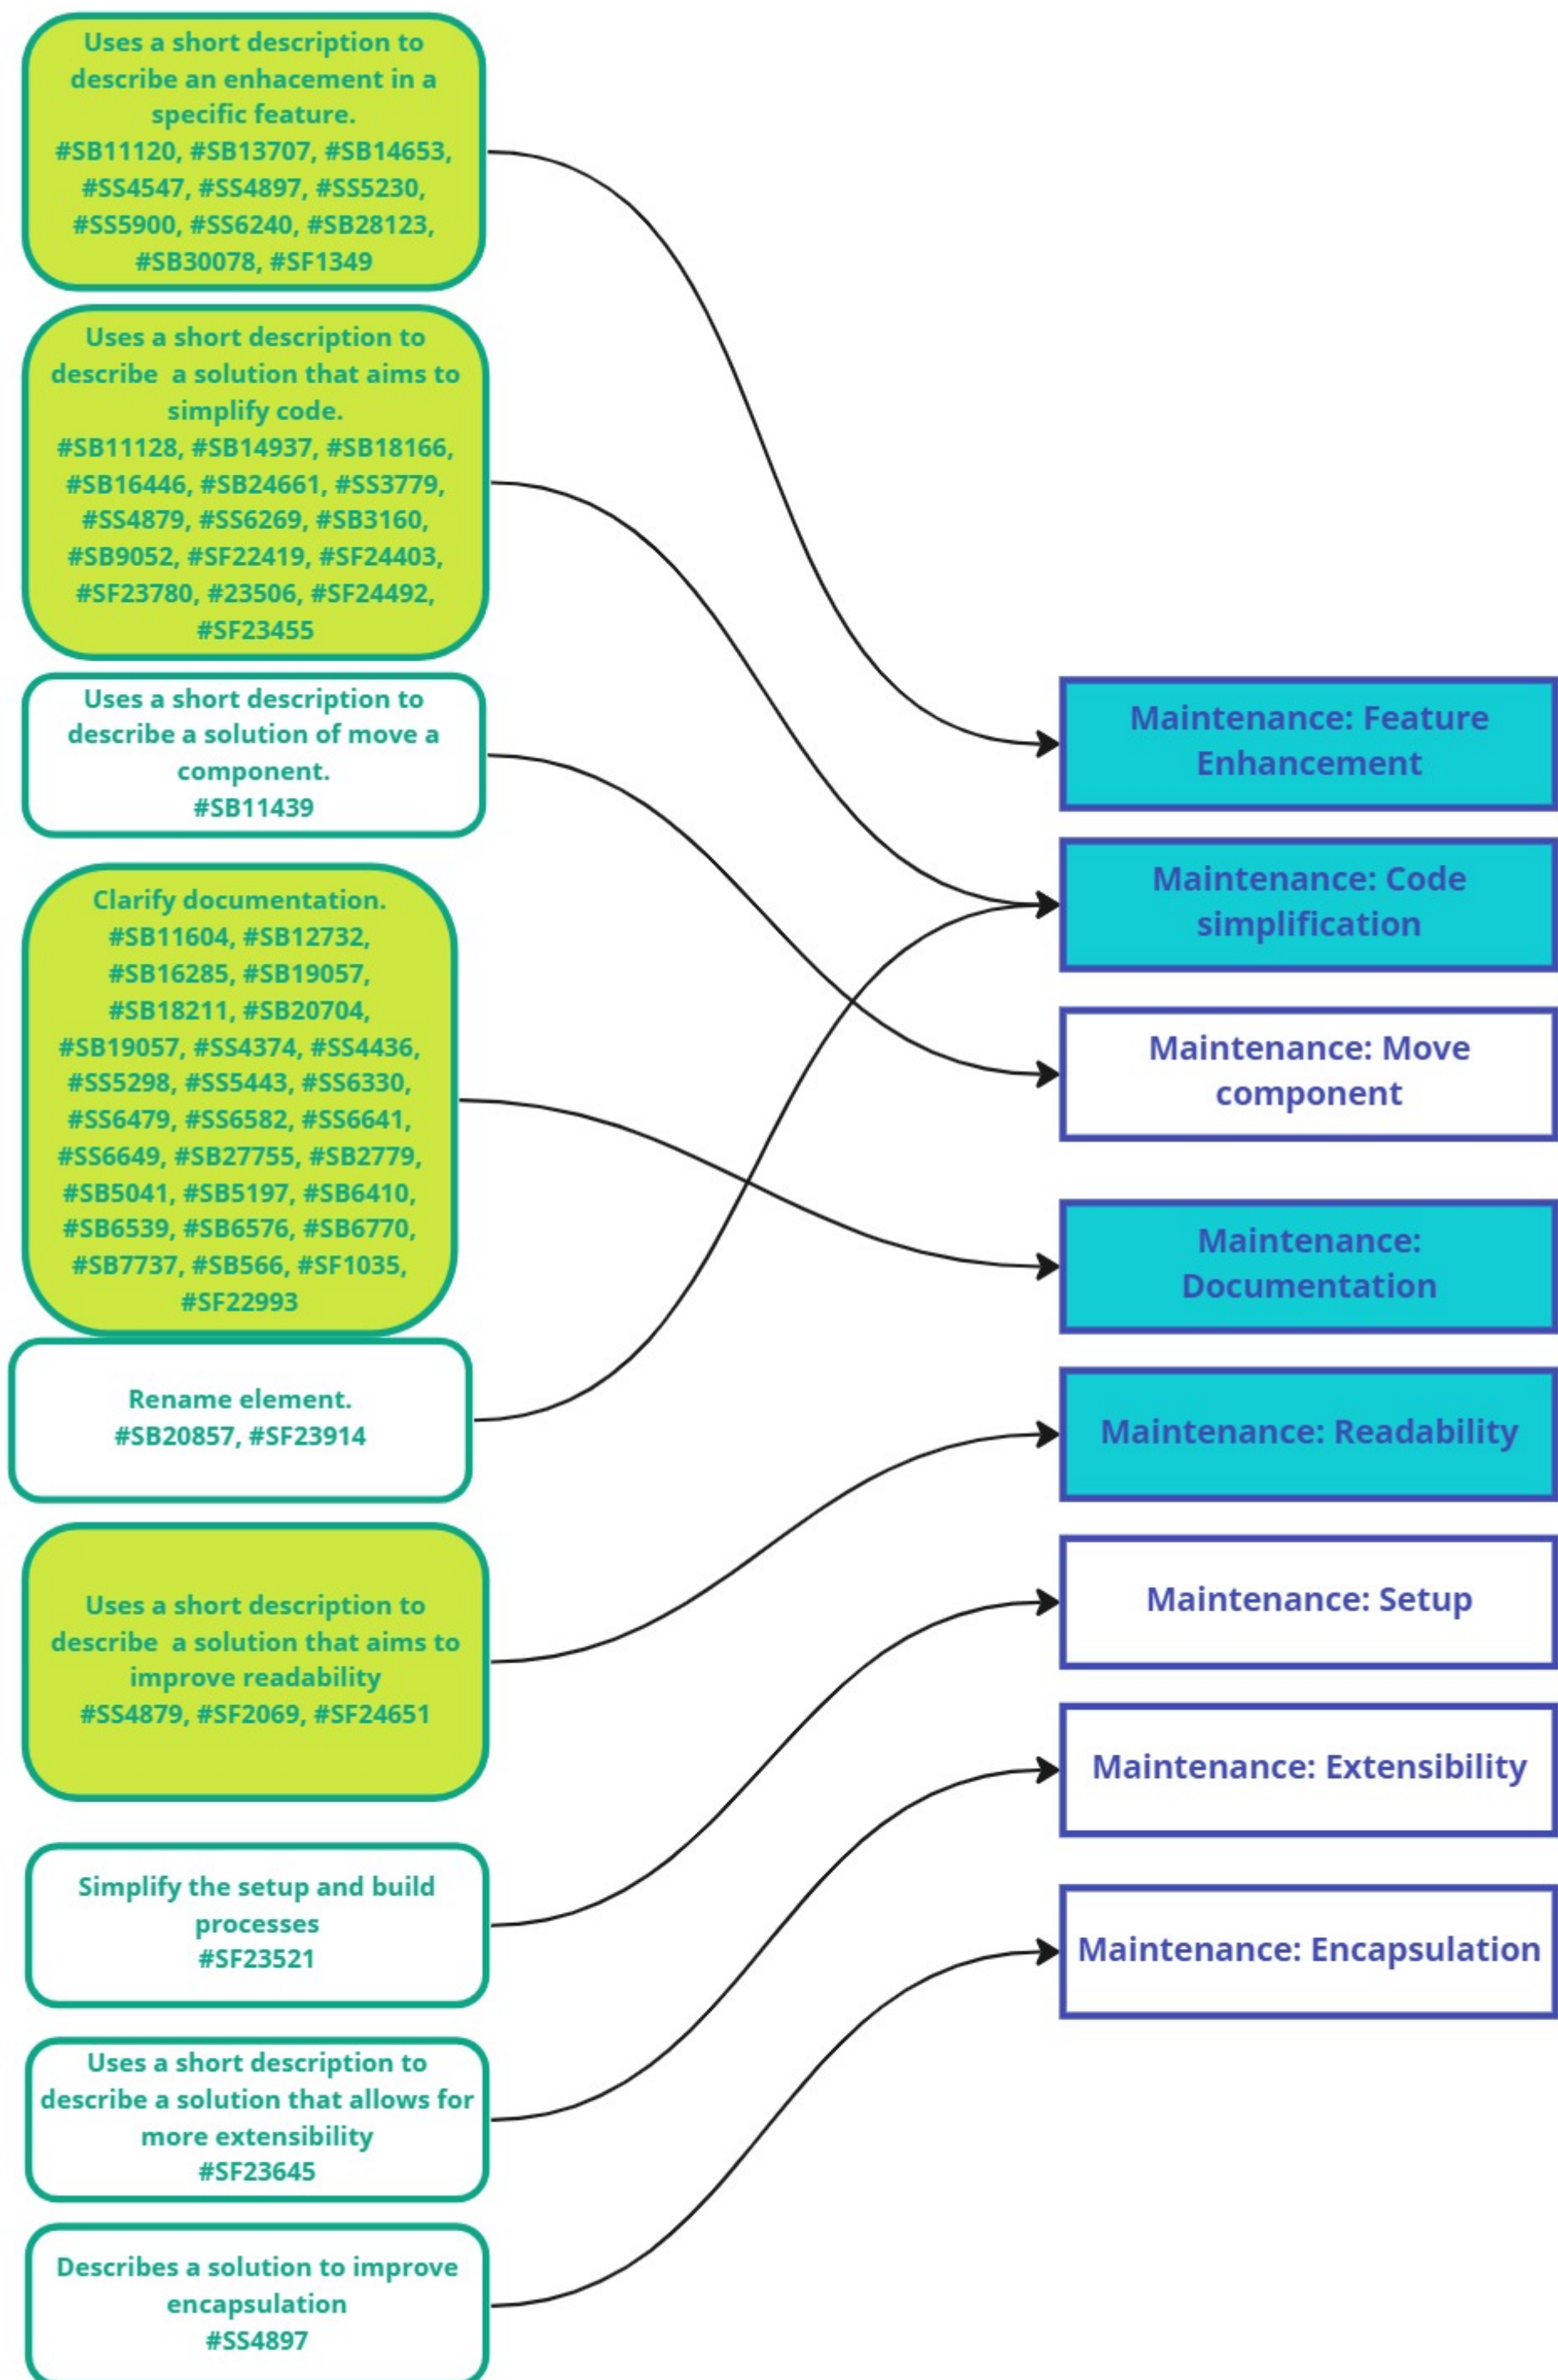 Uses a short description to
describe an enhacement in a
specific feature.
#SB11120, #SB13707, #SB14653,
#SS4547, #SS4897, #SS5230,
#SS5900, #SS6240, #SB28123,
#SB30078, #SF1349
Uses a short description to
describe a solution that aims to
simplify code.
#SB11128, #SB14937, #SB18166,
#SB16446, #SB24661, #SS3779,
#SS4879, #SS6269, #SB3160,
#SB9052, #SF22419, #SF24403,
#SF23780, #23506, #SF24492,
#SF23455
Uses a short description to
describe a solution of move a
component.
#SB11439
Clarify documentation.
#SB11604, #SB12732,
#SB16285, #SB19057,
#SB18211, #SB20704,
#SB19057, #SS4374, #SS4436,
#SS5298, #SS5443, #SS6330,
#SS6479, #SS6582, #SS6641,
#SS6649, #SB27755, #SB2779,
#SB5041, #SB5197, #SB6410,
#SB6539, #SB6576, #SB6770,
#SB7737, #SB566, #SF1035,
#SF22993
Rename element.
#SB20857, #SF23914
Uses a short description to
describe a solution that aims to
improve readability
#SS4879, #SF2069, #SF24651
Simplify the setup and build
processes
#SF23521
Uses a short description to
describe a solution that allows for
more extensibility
#SF23645
Describes a solution to improve
encapsulation
#SS4897
Maintenance: Feature
Enhancement
Maintenance: Code
simplification
Maintenance: Move
component
Maintenance:
Documentation
Maintenance: Readability
Maintenance: Setup
Maintenance: Extensibility
Maintenance: Encapsulation